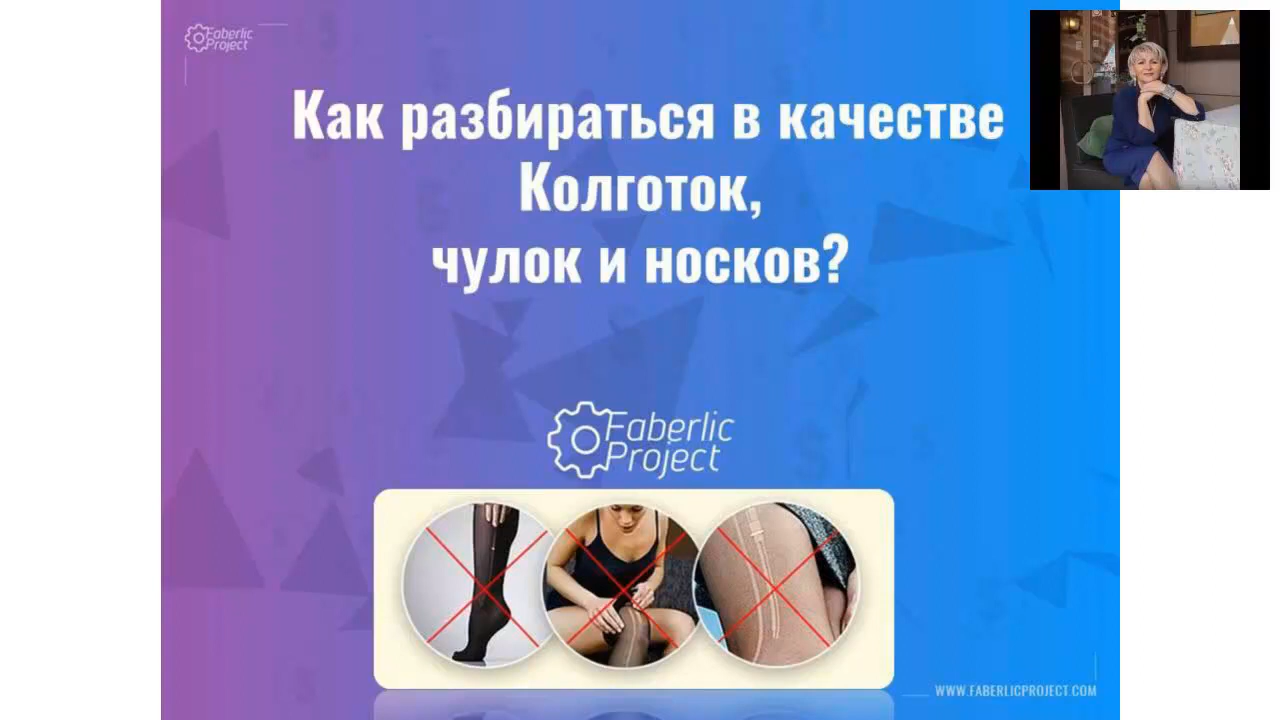 Faberlic
Project
Как разбираться в качестве
Колготок,
чулок и носков?
Faberlic
Project
WWW.FABERLICPROJECT.COM